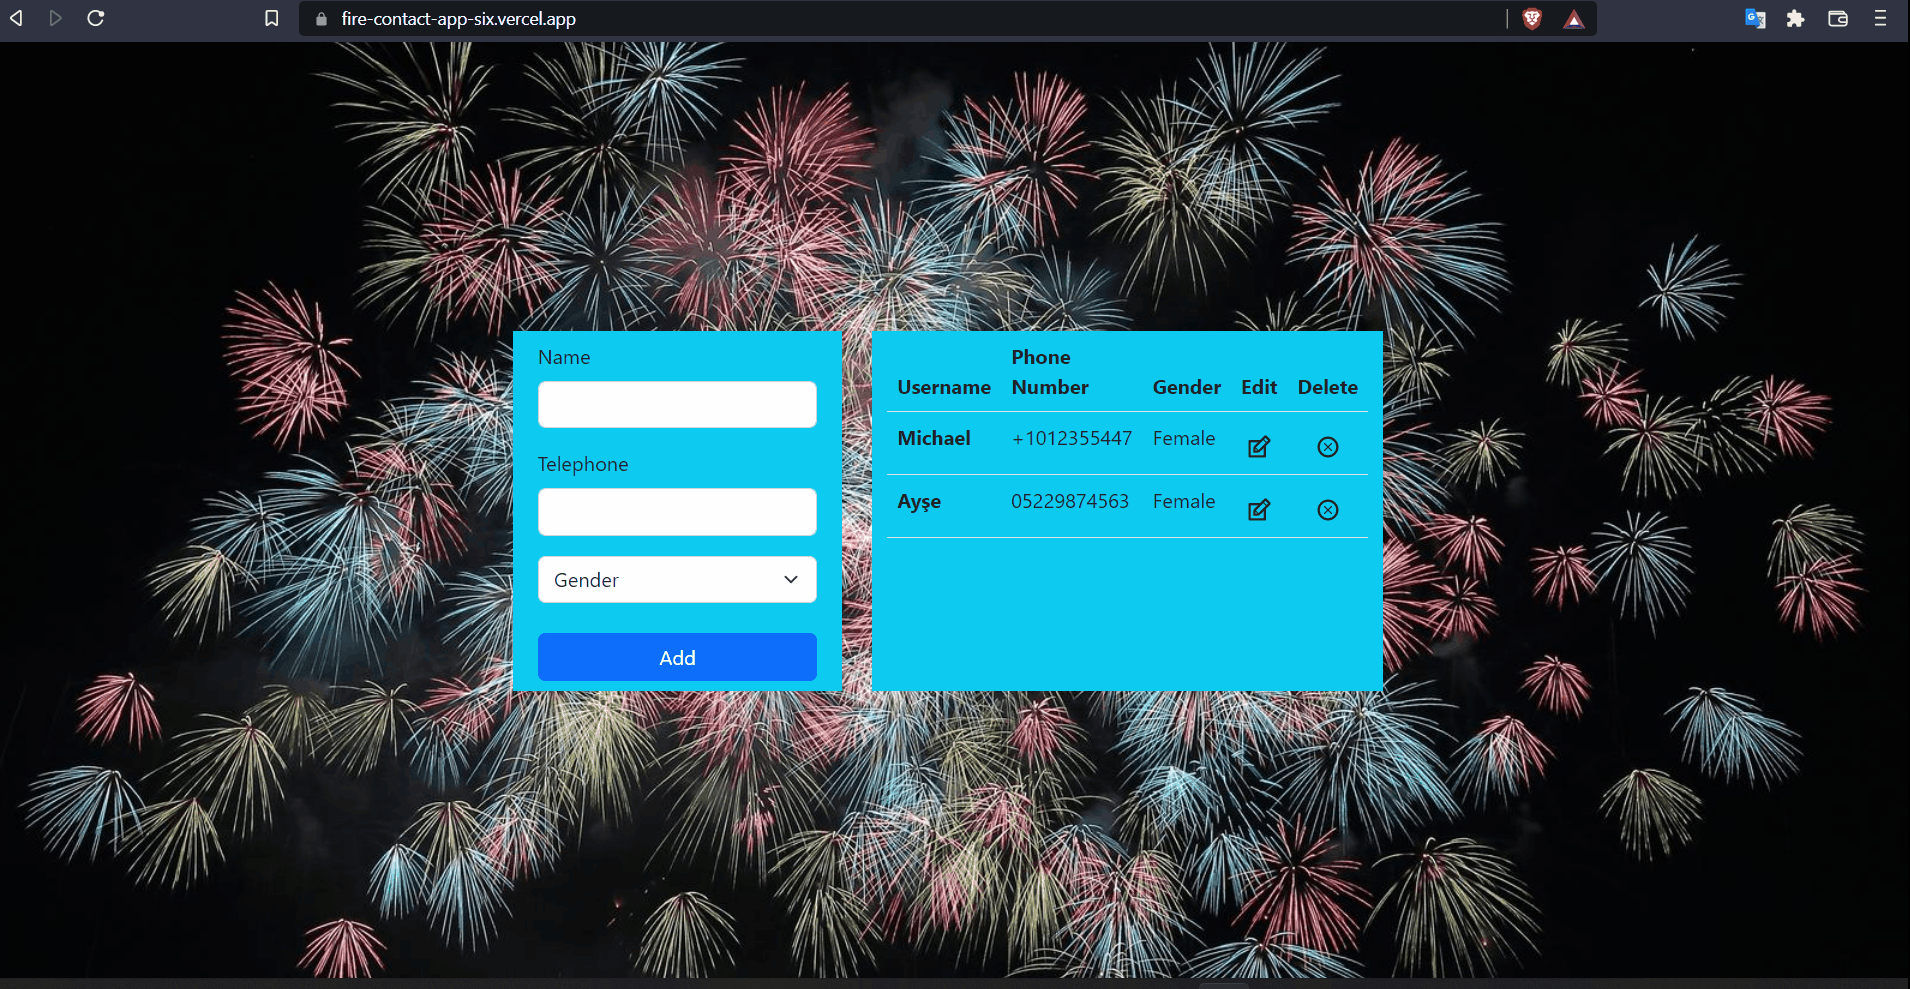 fire-contact-app-six.vercel.app
Name
Telephone
Gender
Add
Username Phone Number Gender Edit Delete
Michael +1012355447 Female
Ayşe 05229874563 Female